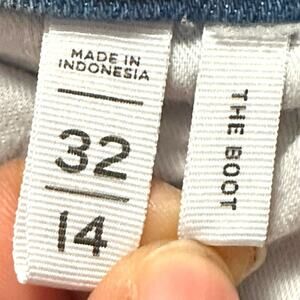 MADE IN
INDONESIA
32
14
THE BOOT